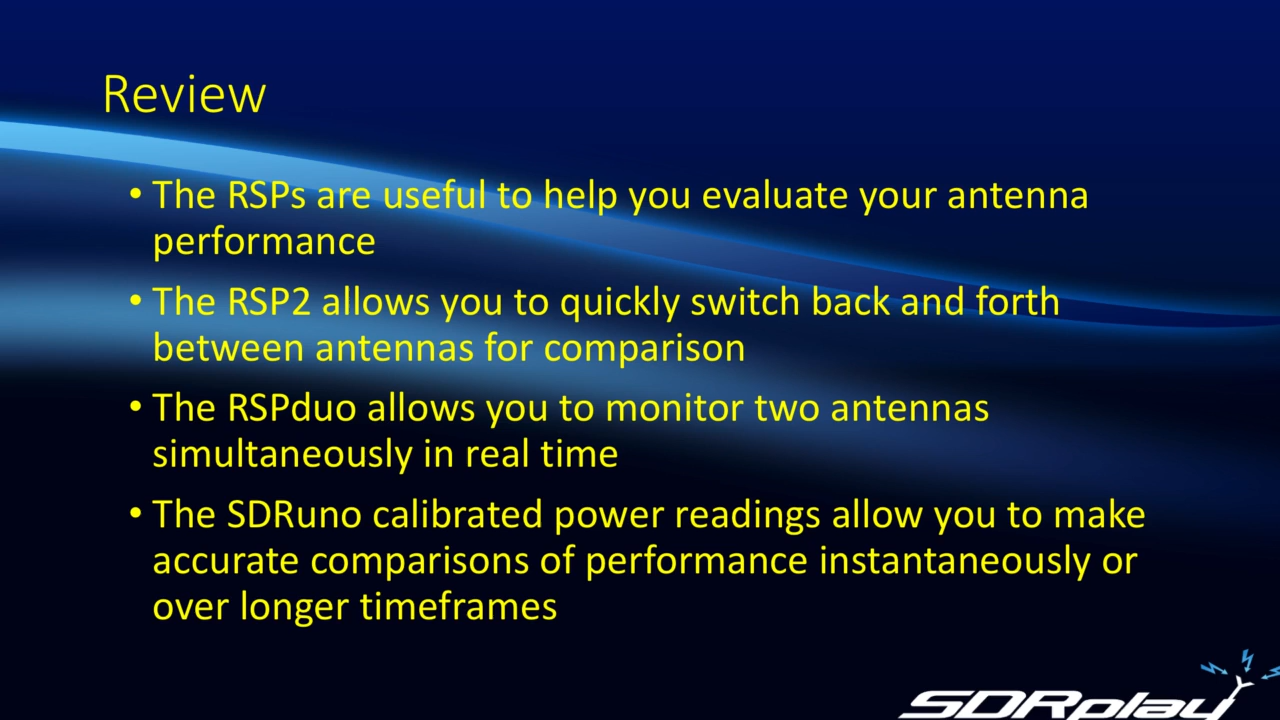 Review
• The RSPs are useful to help you evaluate your antenna
performance
• The RSP2 allows you to quickly switch back and forth
between antennas for comparison
• The RSPduo allows you to monitor two antennas
simultaneously in real time
• The SDRuno calibrated power readings allow you to make
accurate comparisons of performance instantaneously or
over longer timeframes
SDRplay